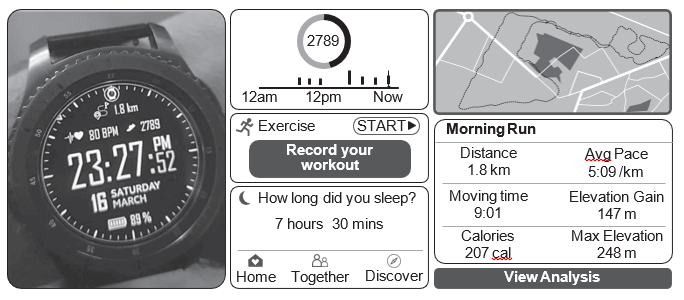 1.8 km
80 BPM 2789
23:27:52 PM
16 SATURDAY
MARCH
89 %
2789
12am 12pm Now
Exercise START
Record your
workout
How long did you sleep?
7 hours 30 mins
Home Together Discover
Morning Run
Distance Avg Pace
1.8 km 5:09 /km
Moving time Elevation Gain
9:01 147 m
Calories Max Elevation
207 cal 248 m
View Analysis